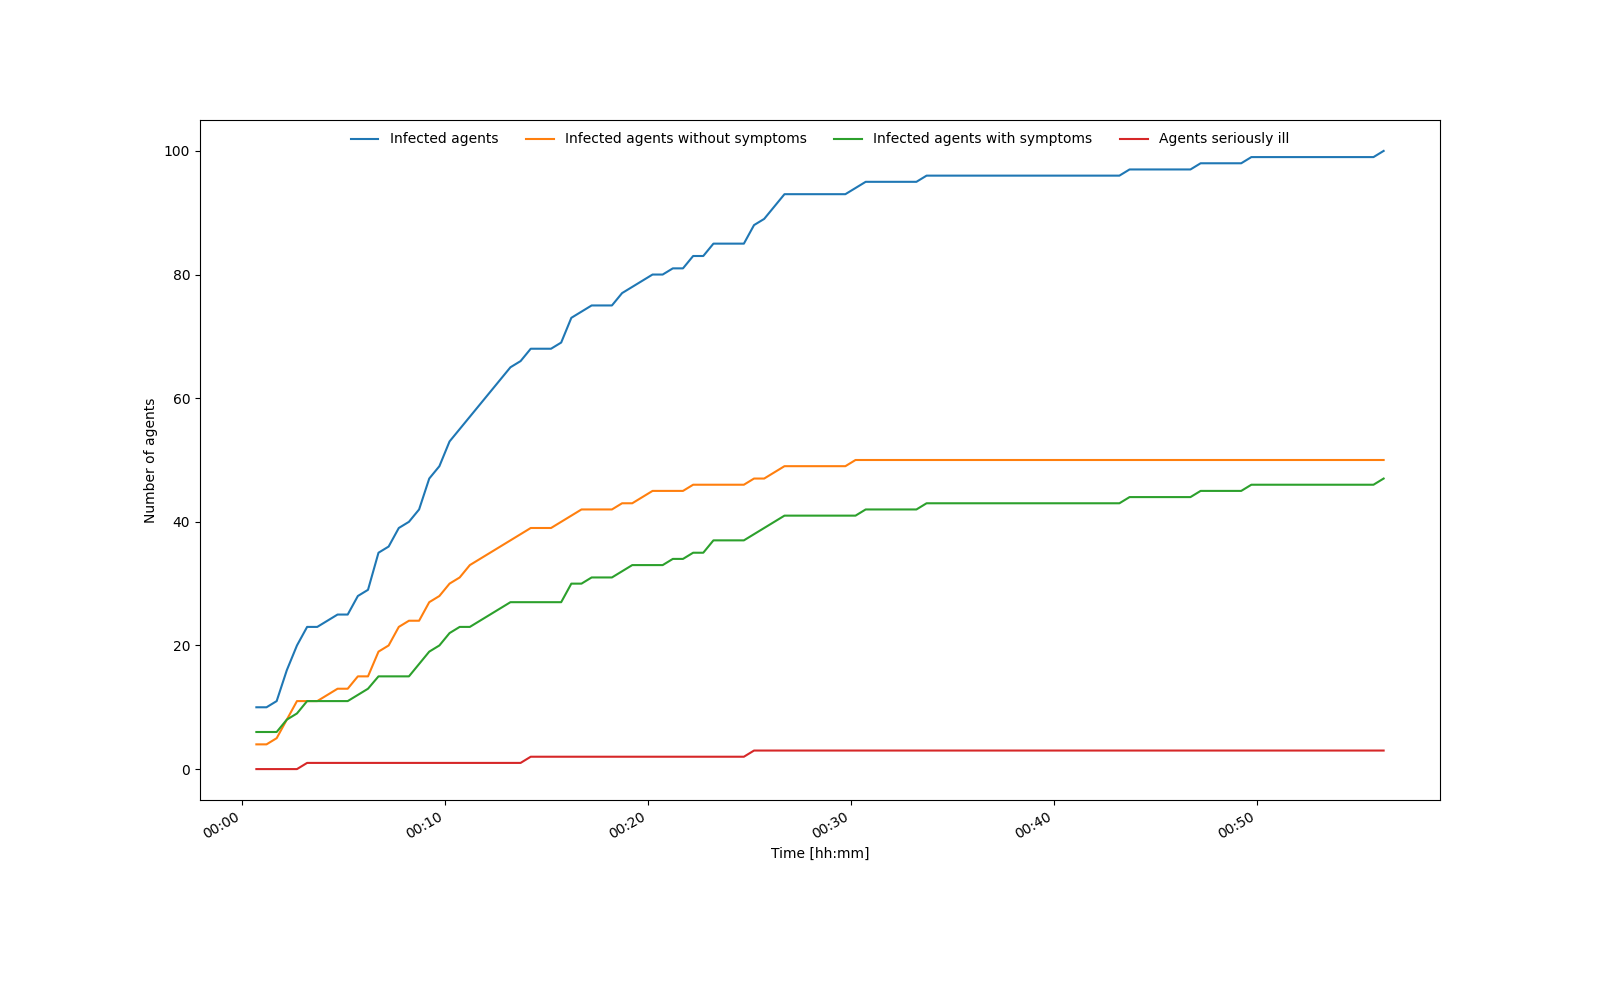 Infected agents Infected agents without symptoms Infected agents with symptoms Agents seriously ill
100
80
60
40
20
0
Number of agents
00:00 00:10 00:20 00:30 00:40 00:50
Time [hh:mm]